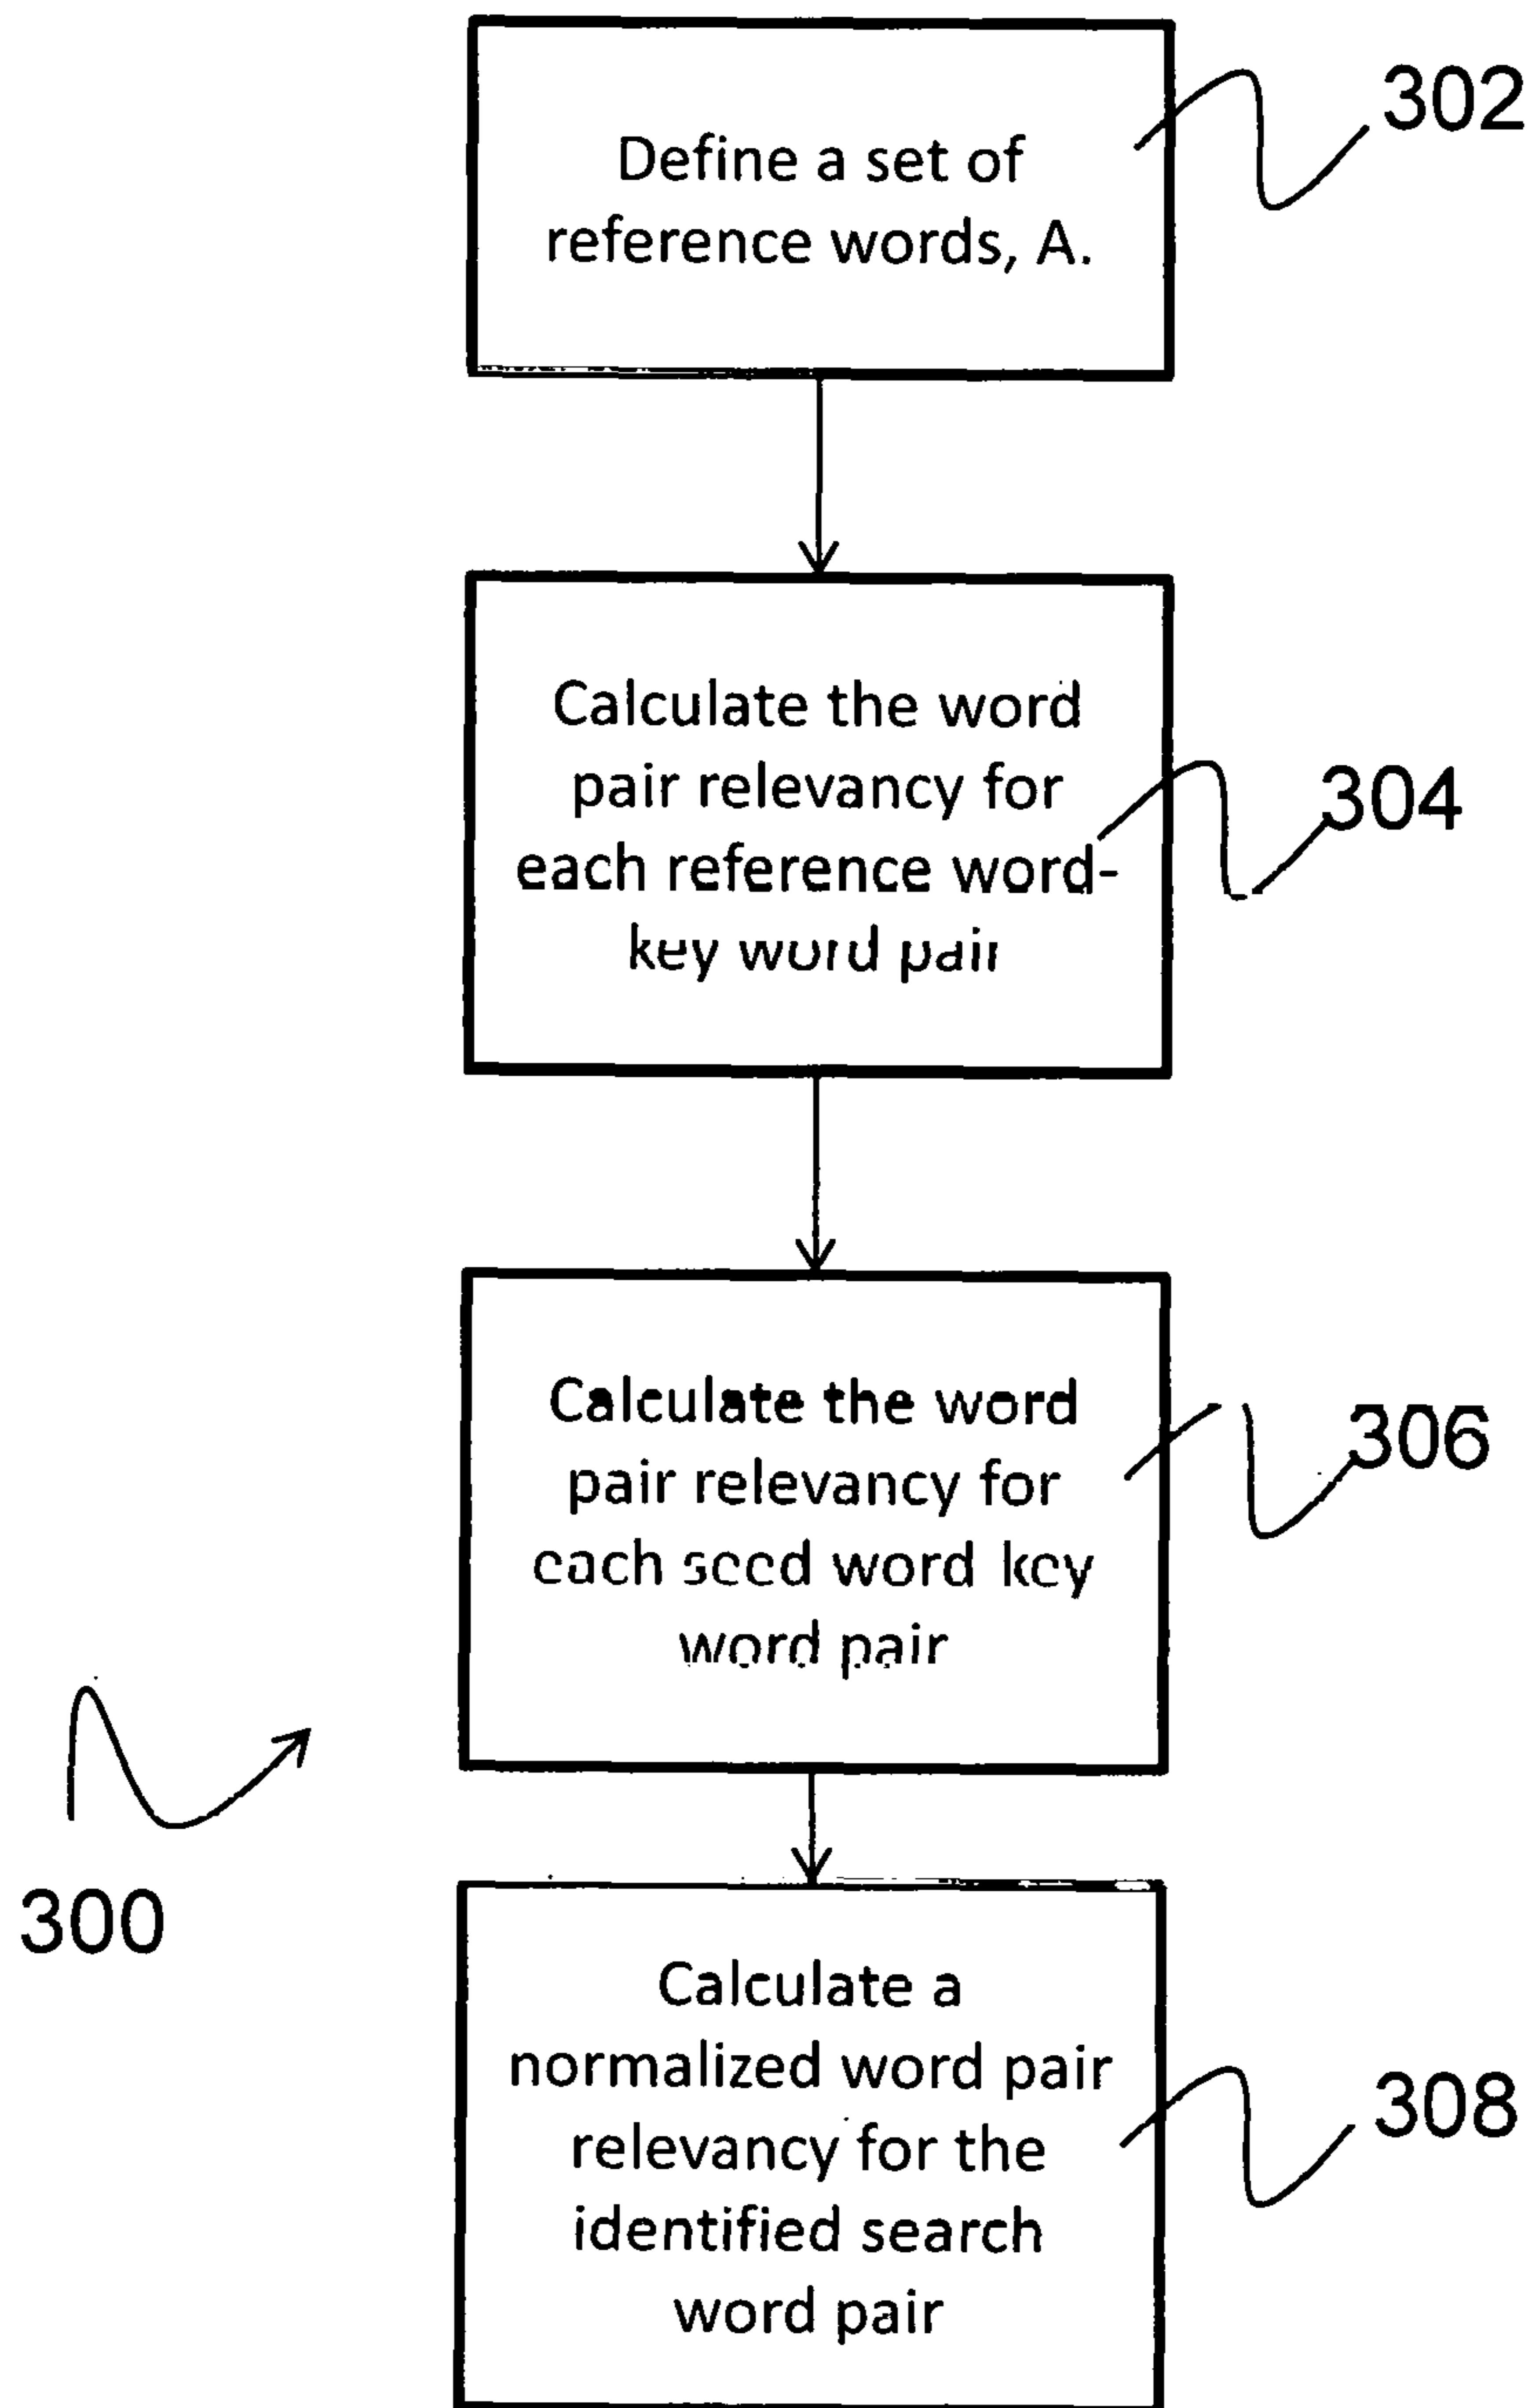 Define a set of
reference words, A.
302
Calculate the word
pair relevancy for
each reference word-
key word pair
304
Calculate the word
pair relevancy for
each seed word key
word pair
306
300
Calculate a
normalized word pair
relevancy for the
identified search
word pair
308